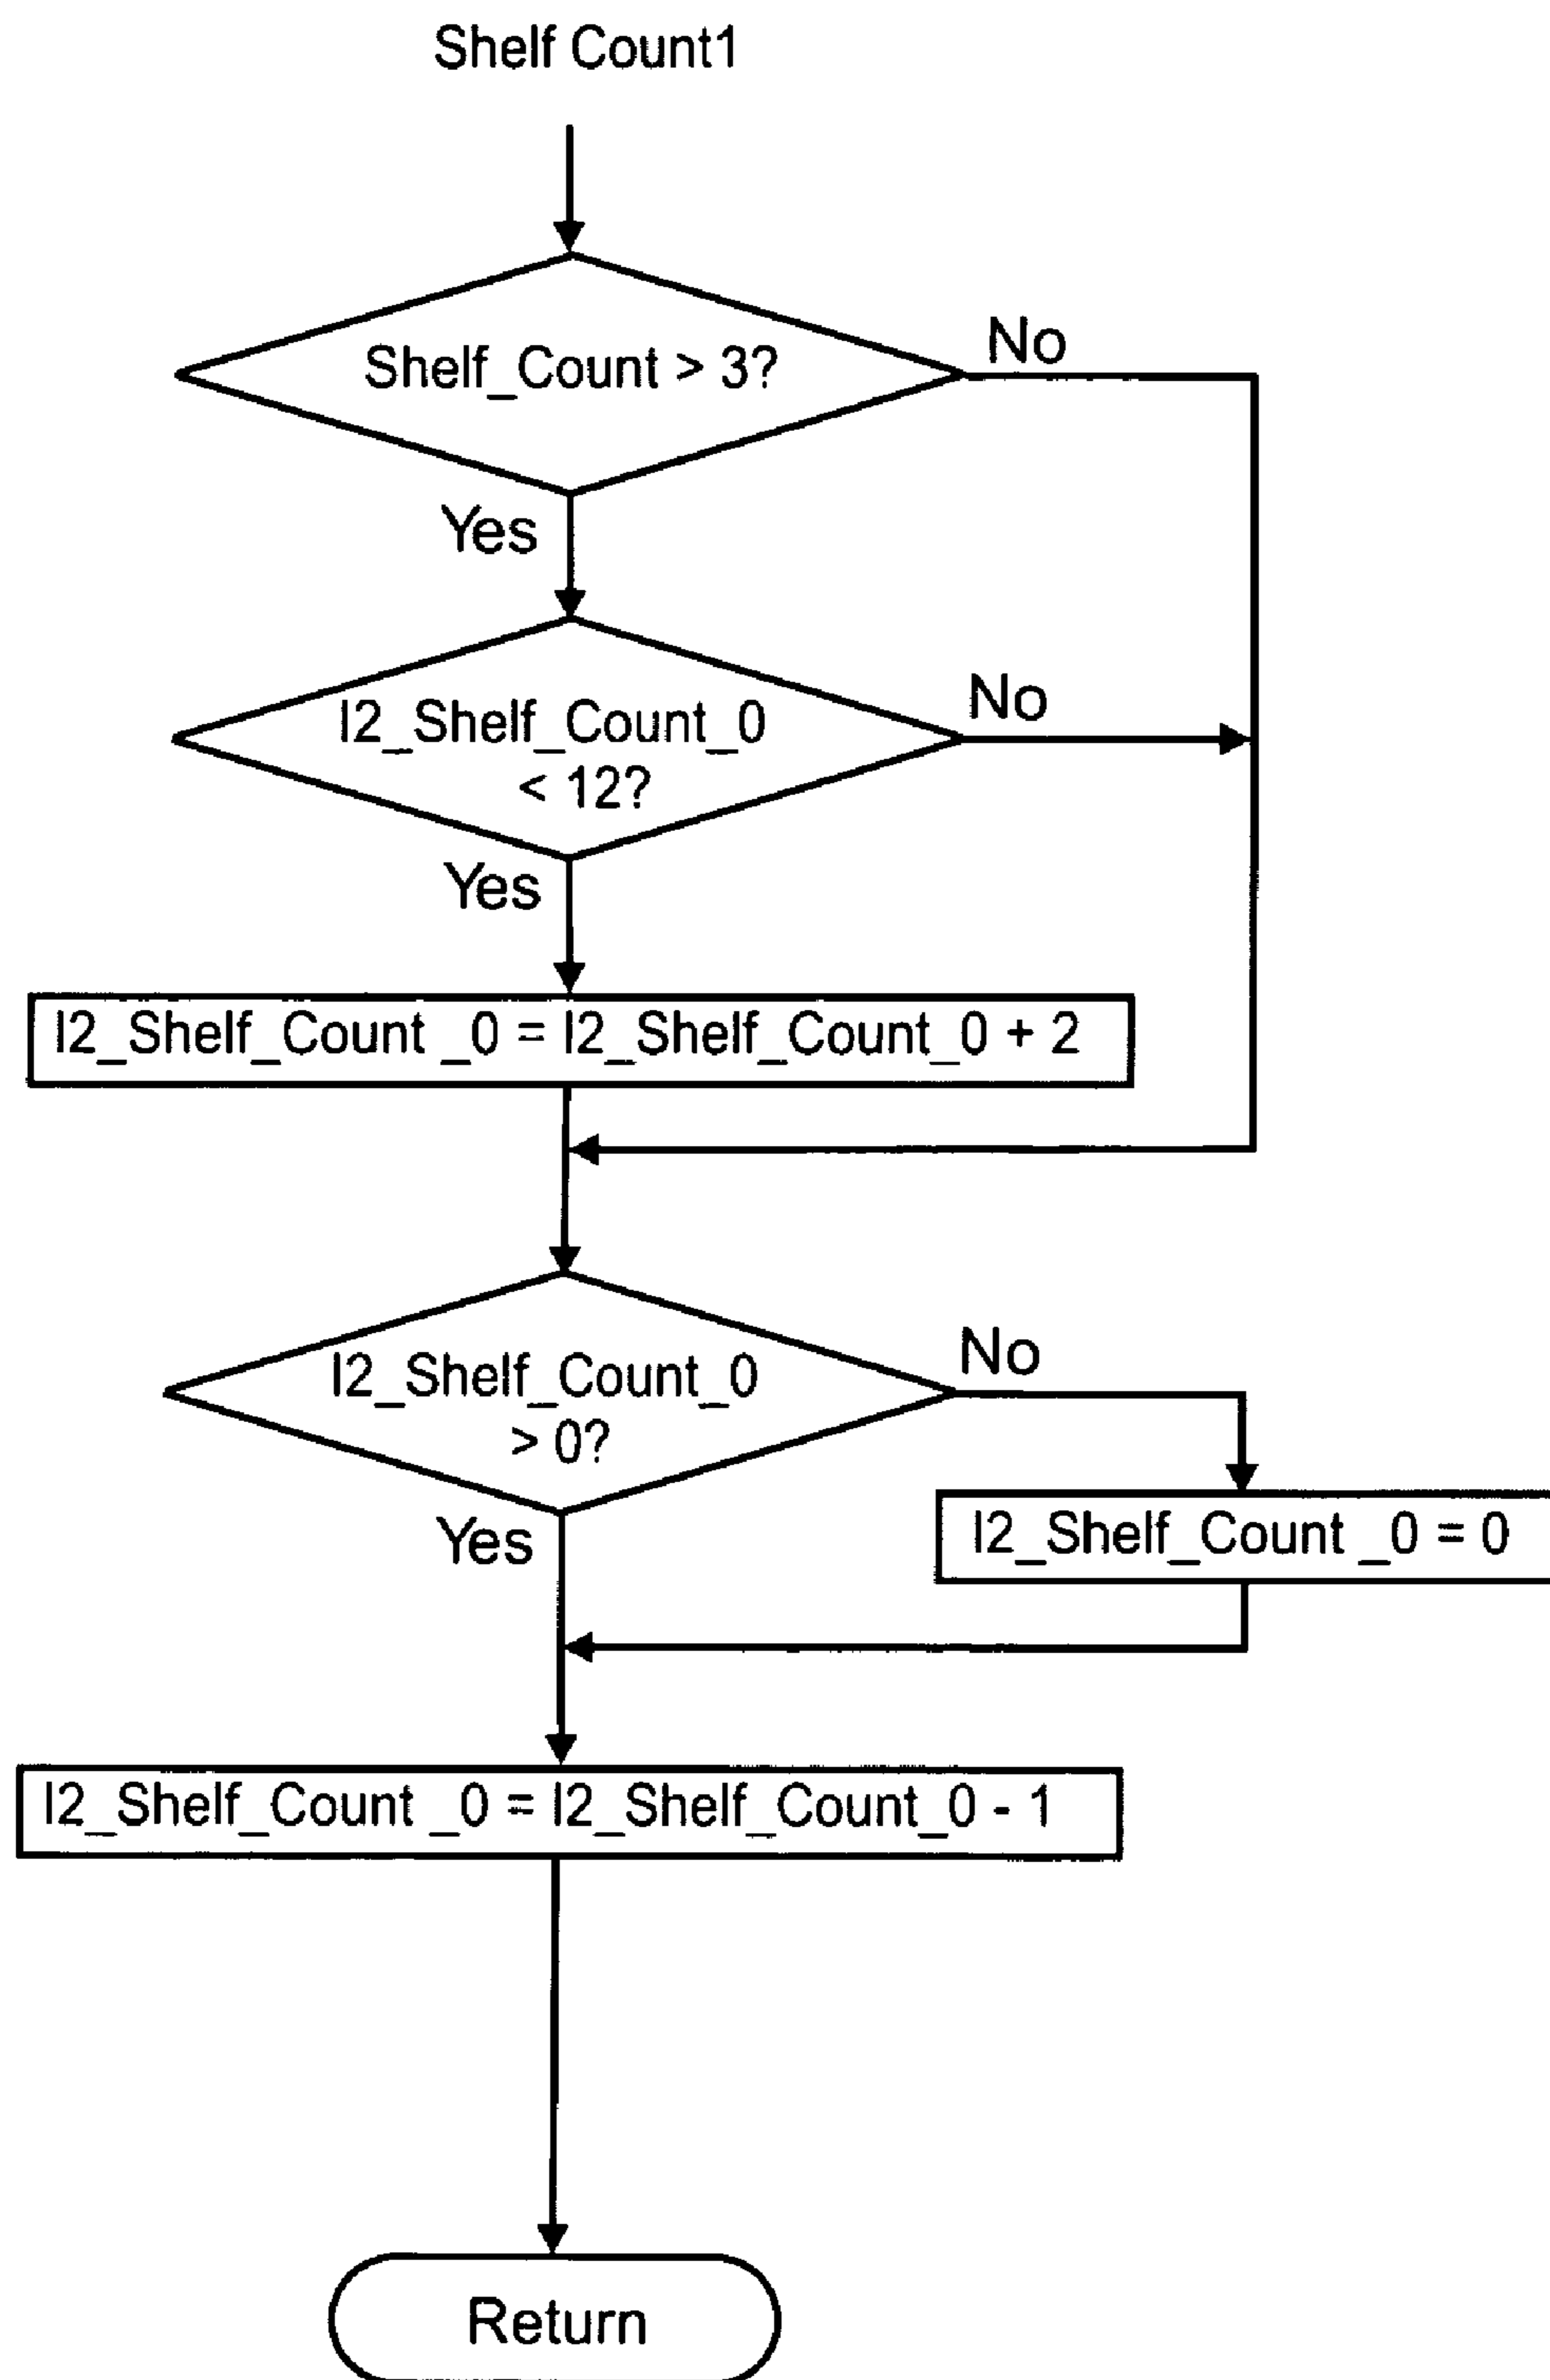 Shelf Count1
Shelf_Count > 3?
No
Yes
I2_Shelf_Count_0
< 12?
No
Yes
I2_Shelf_Count _0 = I2_Shelf_Count_0 + 2
I2_Shelf_Count_0
> 0?
No
Yes
I2_Shelf_Count _0 = 0
I2_Shelf_Count _0 = I2_Shelf_Count_0 - 1
Return